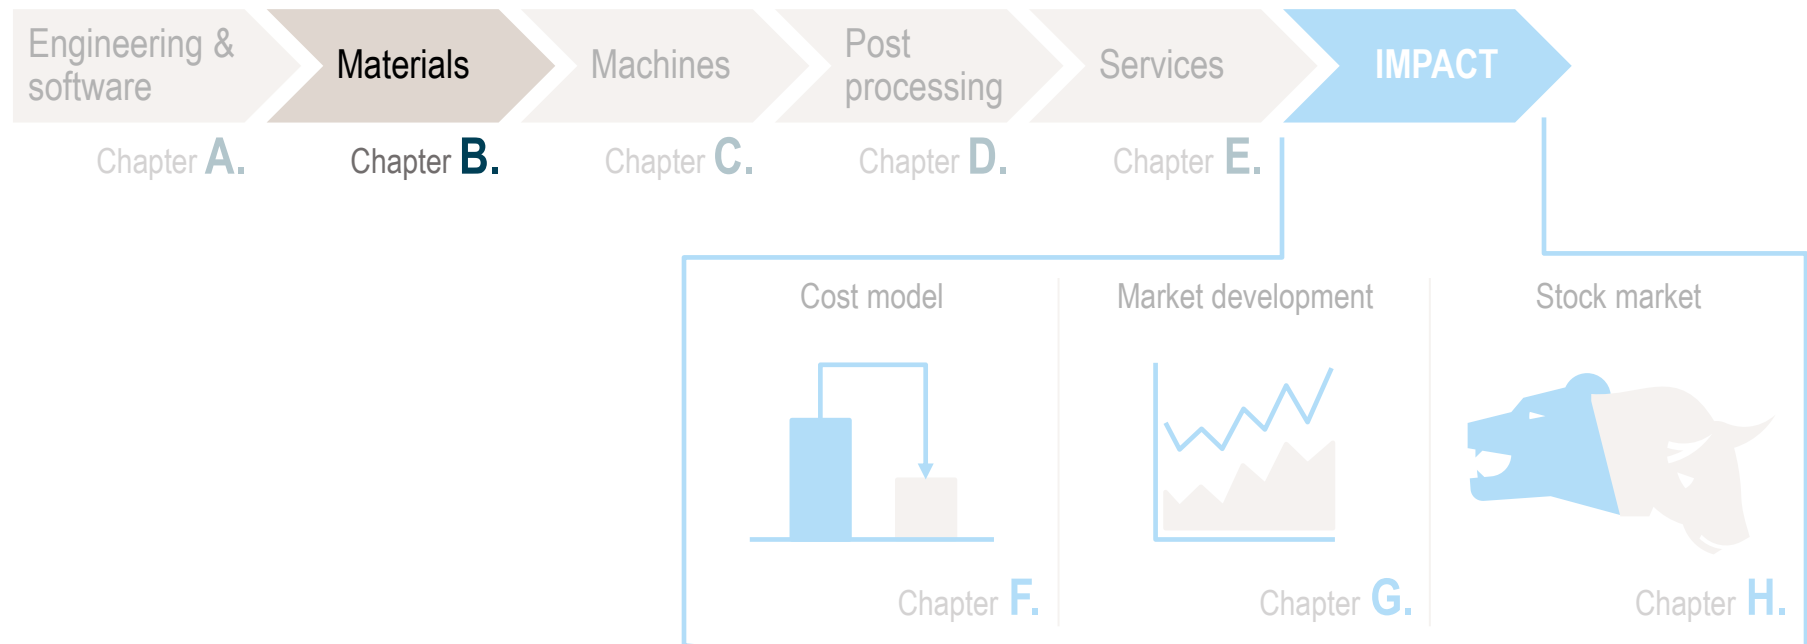 Engineering &
software
Materials
Machines
Post
processing
Services
IMPACT
Chapter A.
Chapter B.
Chapter C.
Chapter D.
Chapter E.
Cost model
Market development
Stock market
Chapter F.
Chapter G.
Chapter H.